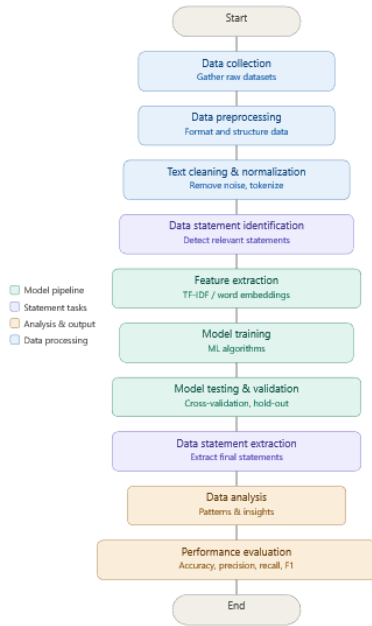 Start
Data collection
Gather raw datasets
Data preprocessing
Format and structure data
Text cleaning & normalization
Remove noise, tokenize
Data statement identification
Detect relevant statements
Feature extraction
TF-IDF / word embeddings
Model training
ML algorithms
Model testing & validation
Cross-validation, hold-out
Data statement extraction
Extract final statements
Data analysis
Patterns & insights
Performance evaluation
Accuracy, precision, recall, F1
End
Model pipeline
Statement tasks
Analysis & output
Data processing